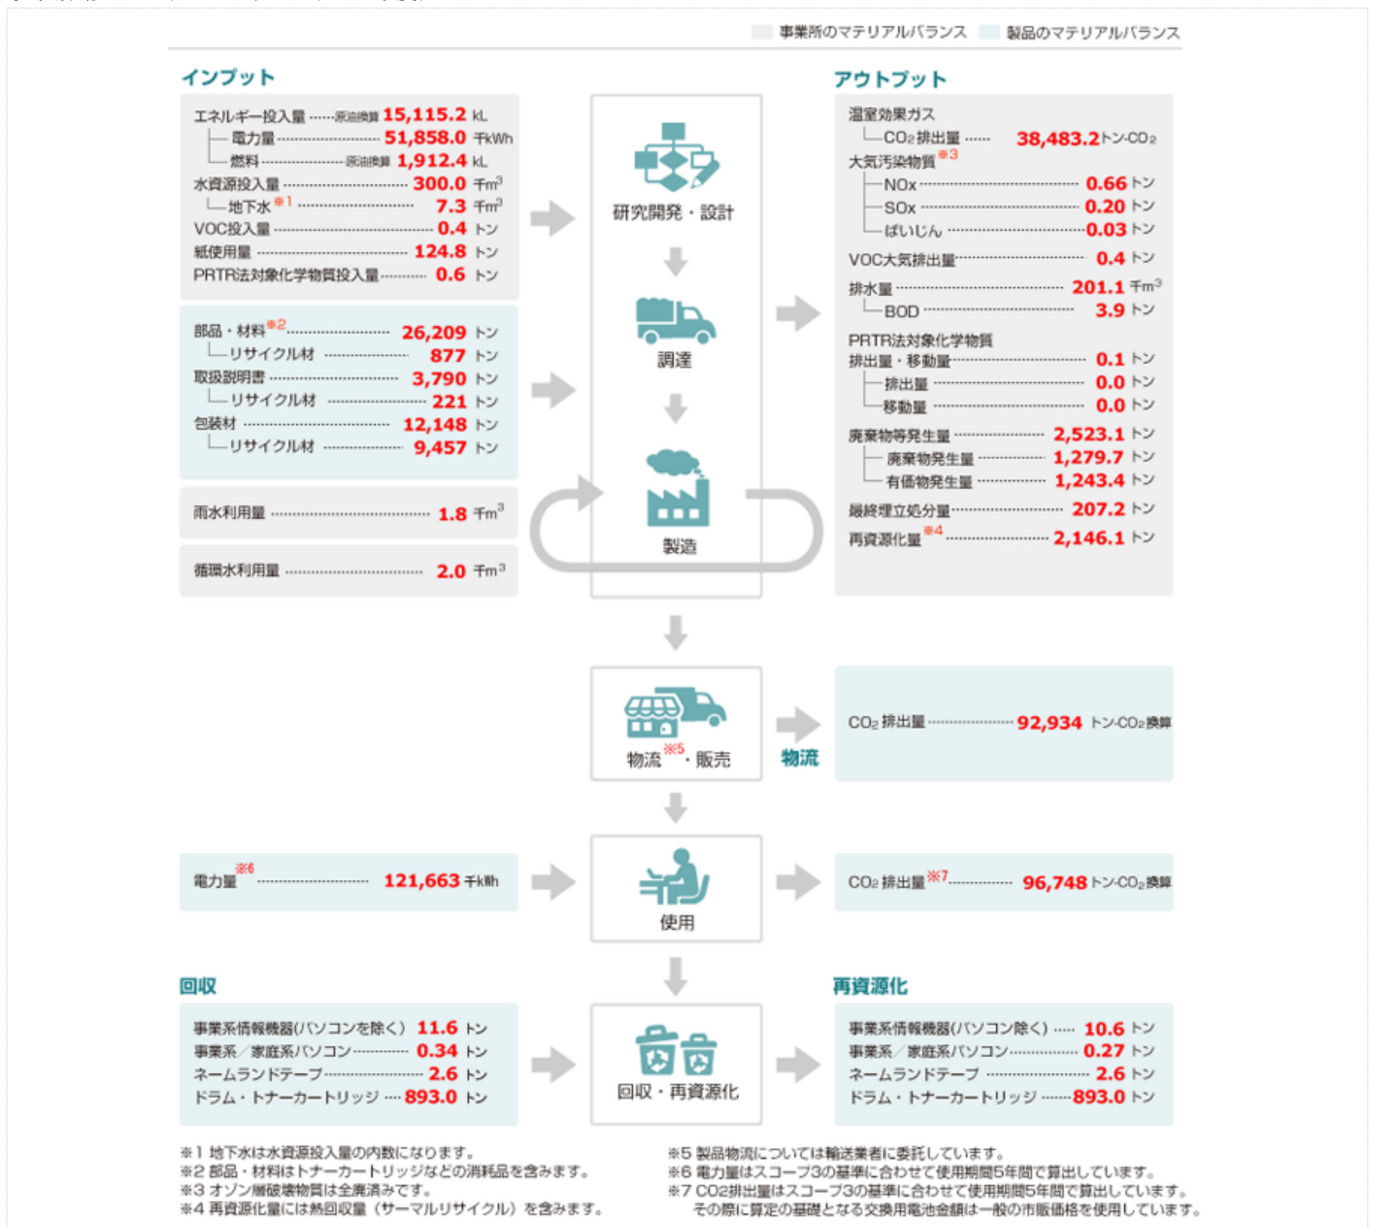 事業所のマテリアルバランス 製品のマテリアルバランス
インプット
エネルギー投入量 ……原油換算 15,115.2 kL
電力量 51,858.0 千kWh
燃料 原油換算 1,912.4 kL
水資源投入量 300.0 千m³
地下水※1 7.3 千m³
VOC投入量 0.4 トン
紙使用量 124.8 トン
PRTR法対象化学物質投入量 0.6 トン
部品・材料※2 26,209 トン
リサイクル材 877 トン
取扱説明書 3,790 トン
リサイクル材 221 トン
包装材 12,148 トン
リサイクル材 9,457 トン
雨水利用量 1.8 千m³
循環水利用量 2.0 千m³
研究開発・設計
調達
製造
アウトプット
温室効果ガス
CO₂排出量 38,483.2トン-CO₂
大気汚染物質※3
NOx 0.66 トン
SOx 0.20 トン
ばいじん 0.03 トン
VOC大気排出量 0.4 トン
排水量 201.1 千m³
BOD 3.9 トン
PRTR法対象化学物質
排出量・移動量 0.1 トン
排出量 0.0 トン
移動量 0.0 トン
廃棄物等発生量 2,523.1 トン
廃棄物発生量 1,279.7 トン
有価物発生量 1,243.4 トン
最終埋立処分量 207.2 トン
再資源化量※4 2,146.1 トン
物流※5・販売
物流
CO₂排出量 92,934 トン-CO₂換算
電力量※6 121,663 千kWh
使用
CO₂排出量※7 96,748 トン-CO₂換算
回収
事業系情報機器(パソコンを除く) 11.6 トン
事業系/家庭系パソコン 0.34 トン
ネームランドテープ 2.6 トン
ドラム・トナーカートリッジ 893.0 トン
回収・再資源化
再資源化
事業系情報機器(パソコン除く) 10.6 トン
事業系/家庭系パソコン 0.27 トン
ネームランドテープ 2.6 トン
ドラム・トナーカートリッジ 893.0 トン
※1 地下水は水資源投入量の内数になります。
※2 部品・材料はトナーカートリッジなどの消耗品を含みます。
※3 オゾン層破壊物質は全廃済みです。
※4 再資源化量には熱回収量(サーマルリサイクル)を含みます。
※5 製品物流については輸送業者に委託しています。
※6 電力量はスコープ3の基準に合わせて使用期間5年間で算出しています。
※7 CO2排出量はスコープ3の基準に合わせて使用期間5年間で算出しています。
その際に算定の基礎となる交換用電池金額は一般の市販価格を使用しています。